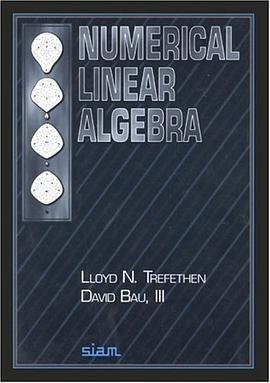 NUMERICAL
LINEAR
ALGEBRA
LLOYD N. TREFETHEN
DAVID BAU, III
siam